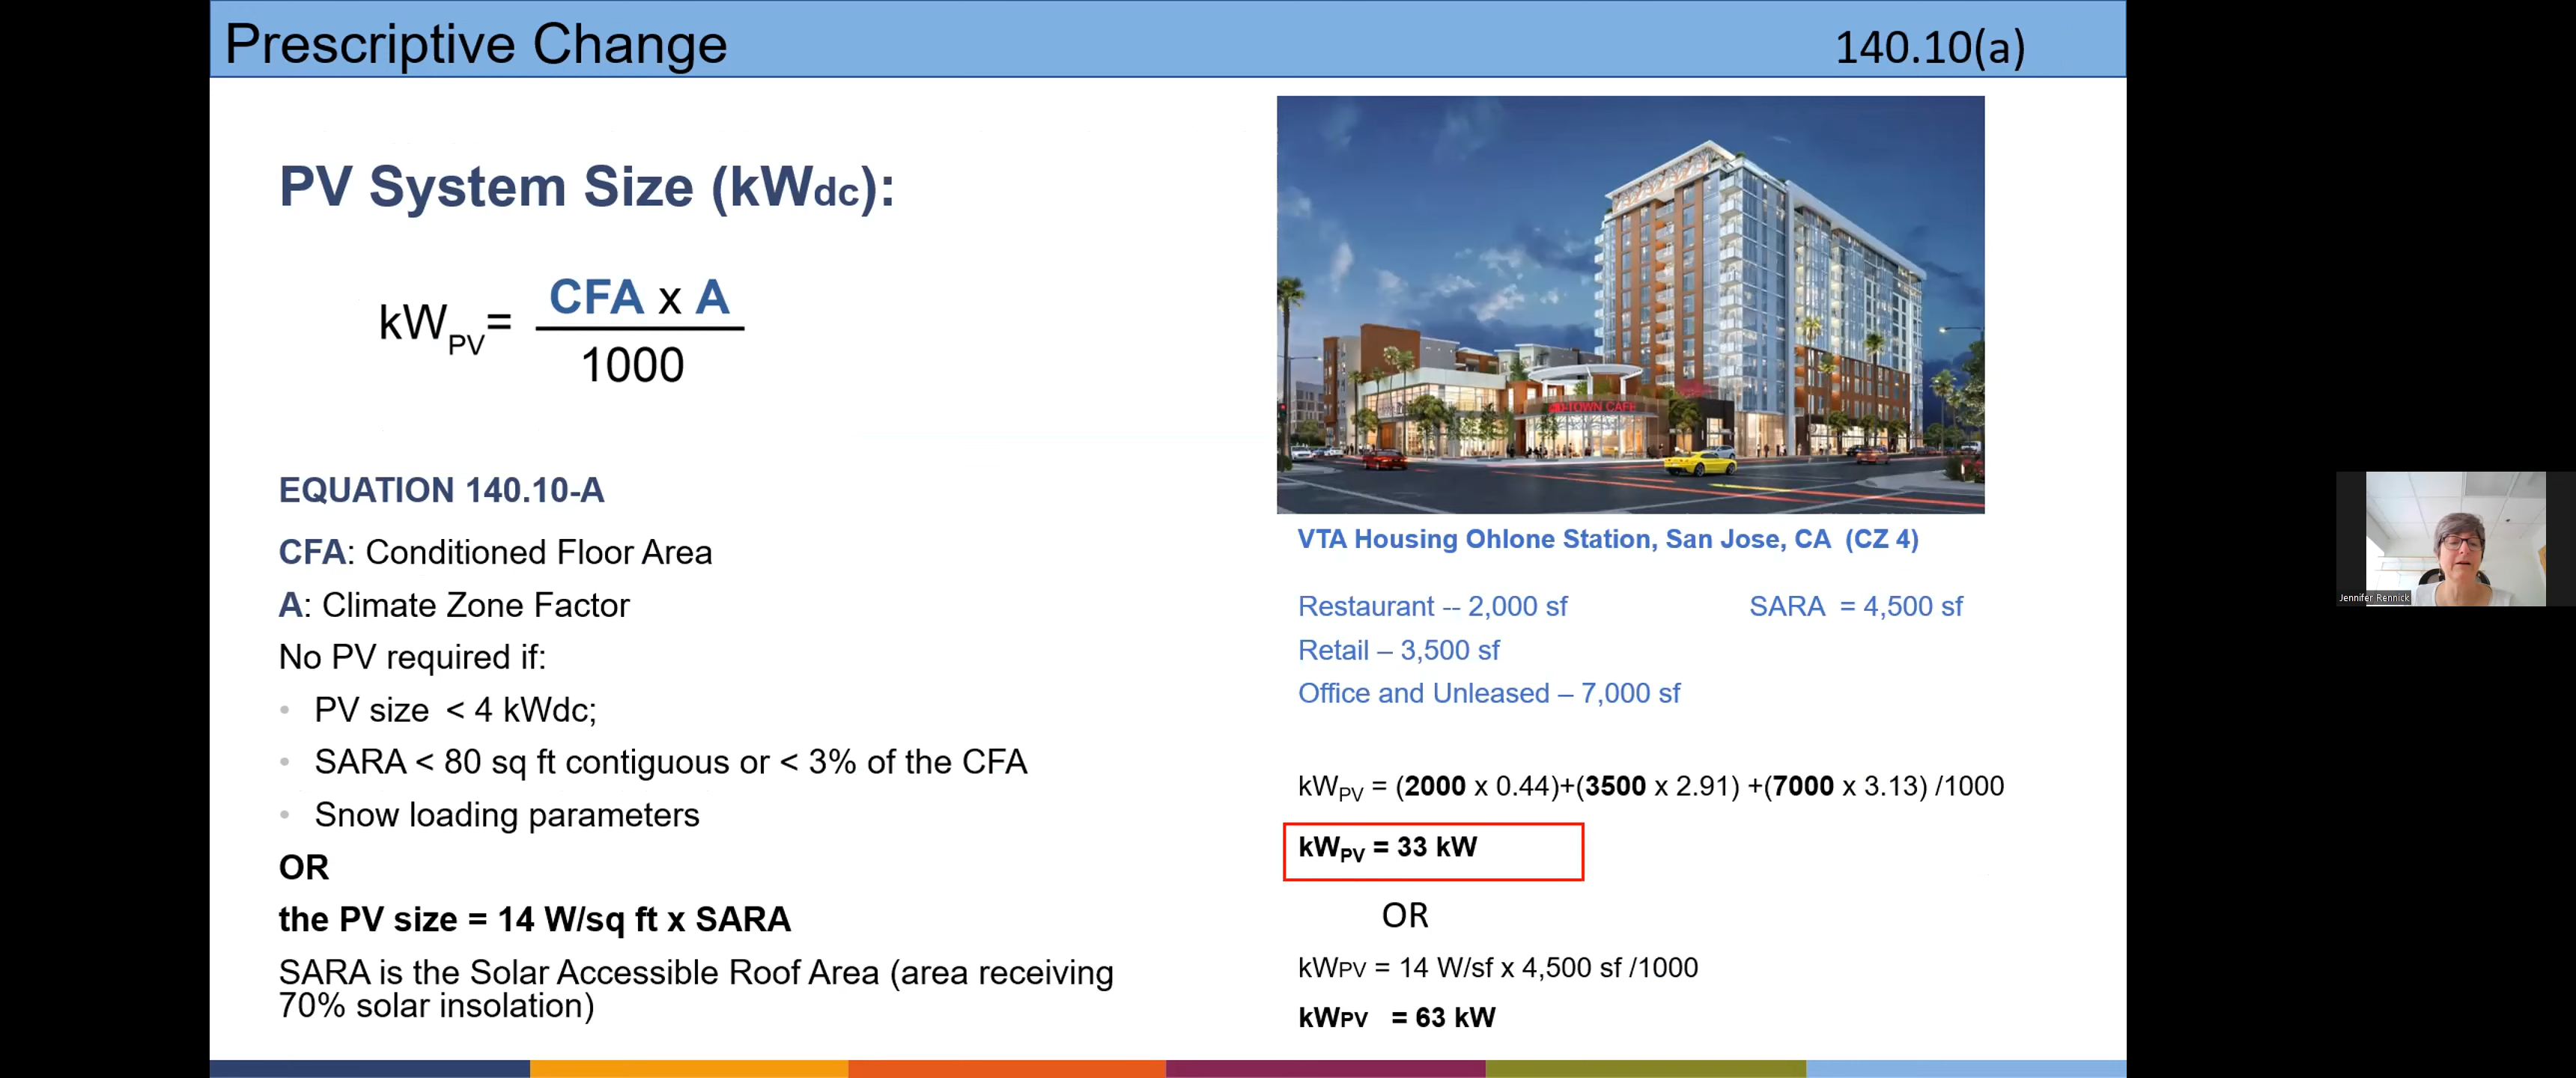 Prescriptive Change
140.10(a)
PV System Size (kWdc):
kWPV= CFA x A
1000
EQUATION 140.10-A
CFA: Conditioned Floor Area
A: Climate Zone Factor
No PV required if:
• PV size < 4 kWdc;
• SARA < 80 sq ft contiguous or < 3% of the CFA
• Snow loading parameters
OR
the PV size = 14 W/sq ft x SARA
SARA is the Solar Accessible Roof Area (area receiving
70% solar insolation)
TOWN CAFE
VTA Housing Ohlone Station, San Jose, CA (CZ 4)
Restaurant -- 2,000 sf
SARA = 4,500 sf
Retail – 3,500 sf
Office and Unleased – 7,000 sf
kWPV = (2000 x 0.44)+(3500 x 2.91) +(7000 x 3.13) /1000
kWPV = 33 kW
OR
kWPV = 14 W/sf x 4,500 sf /1000
kWPV = 63 kW
Jennifer Rennick